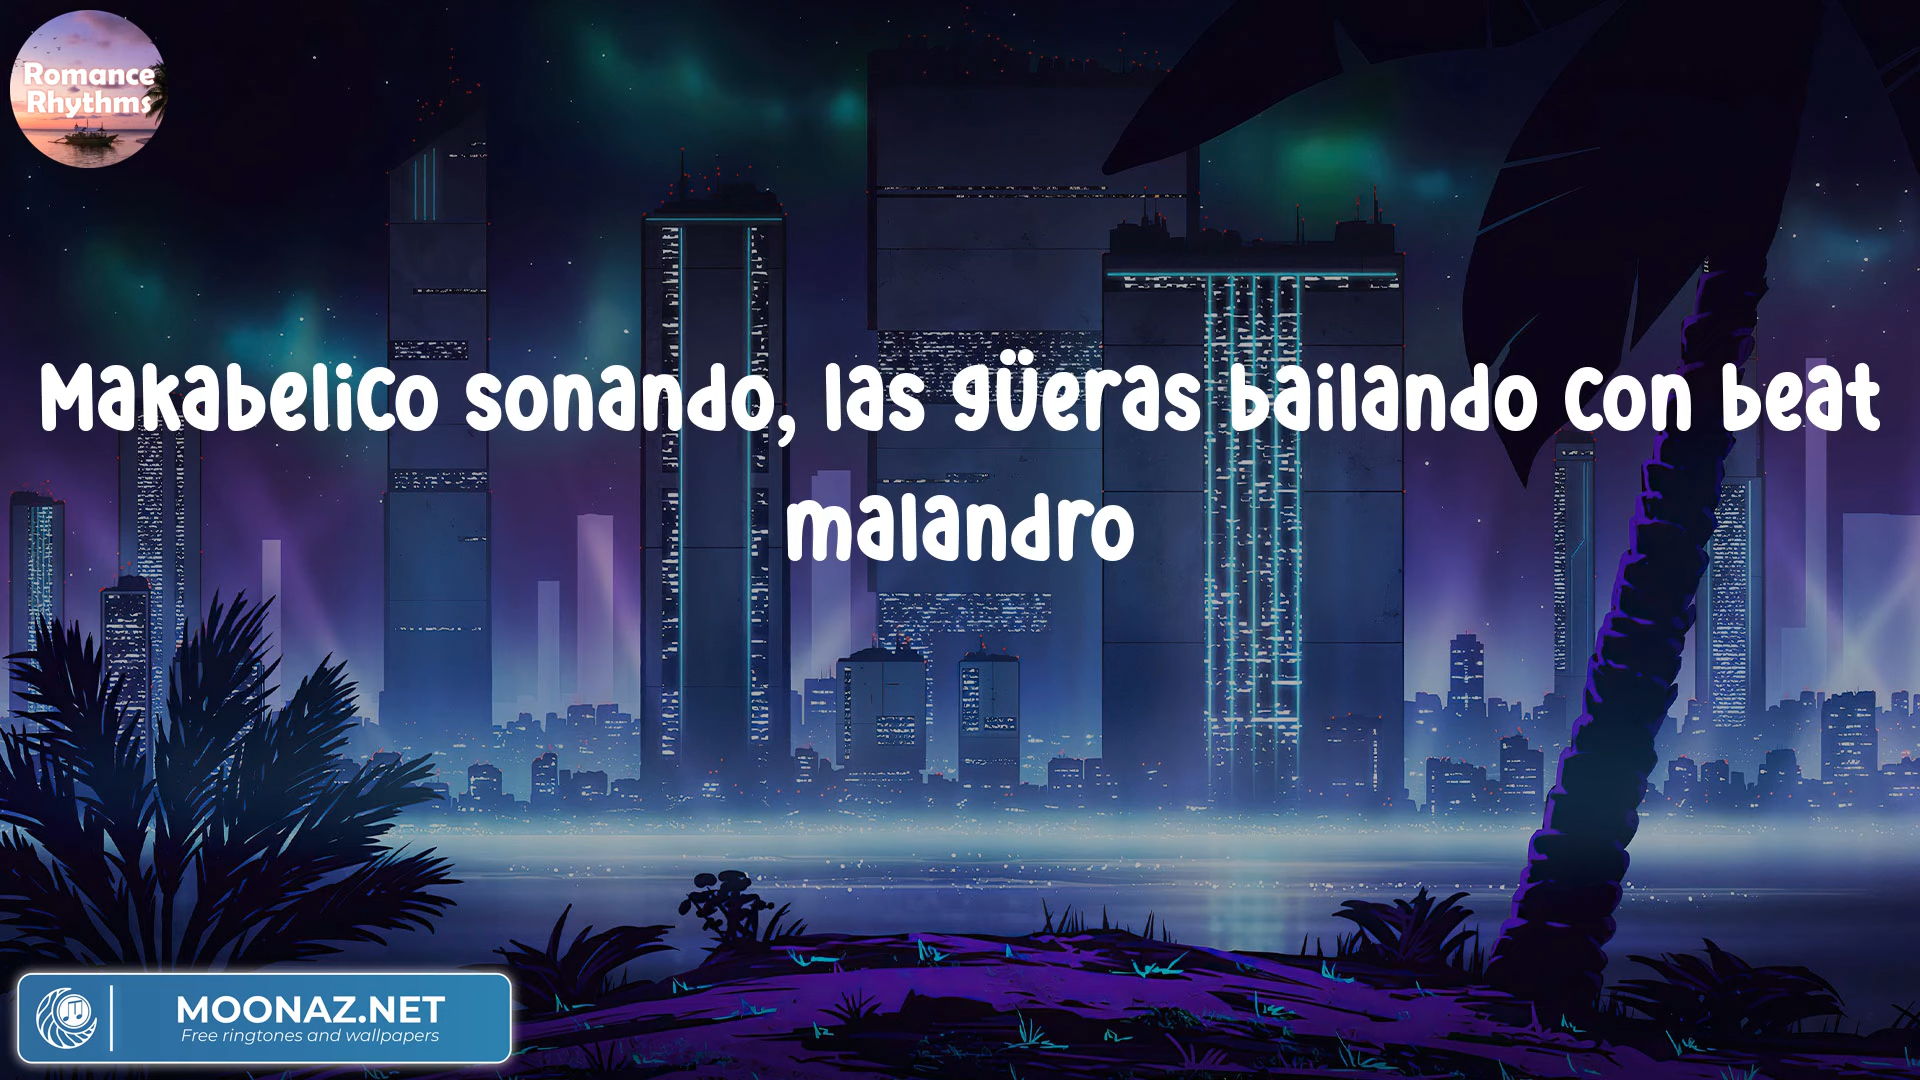 Romance
Rhythms
Makabelico sonando, las güeras bailando con beat
malandro
MOONAZ.NET
Free ringtones and wallpapers